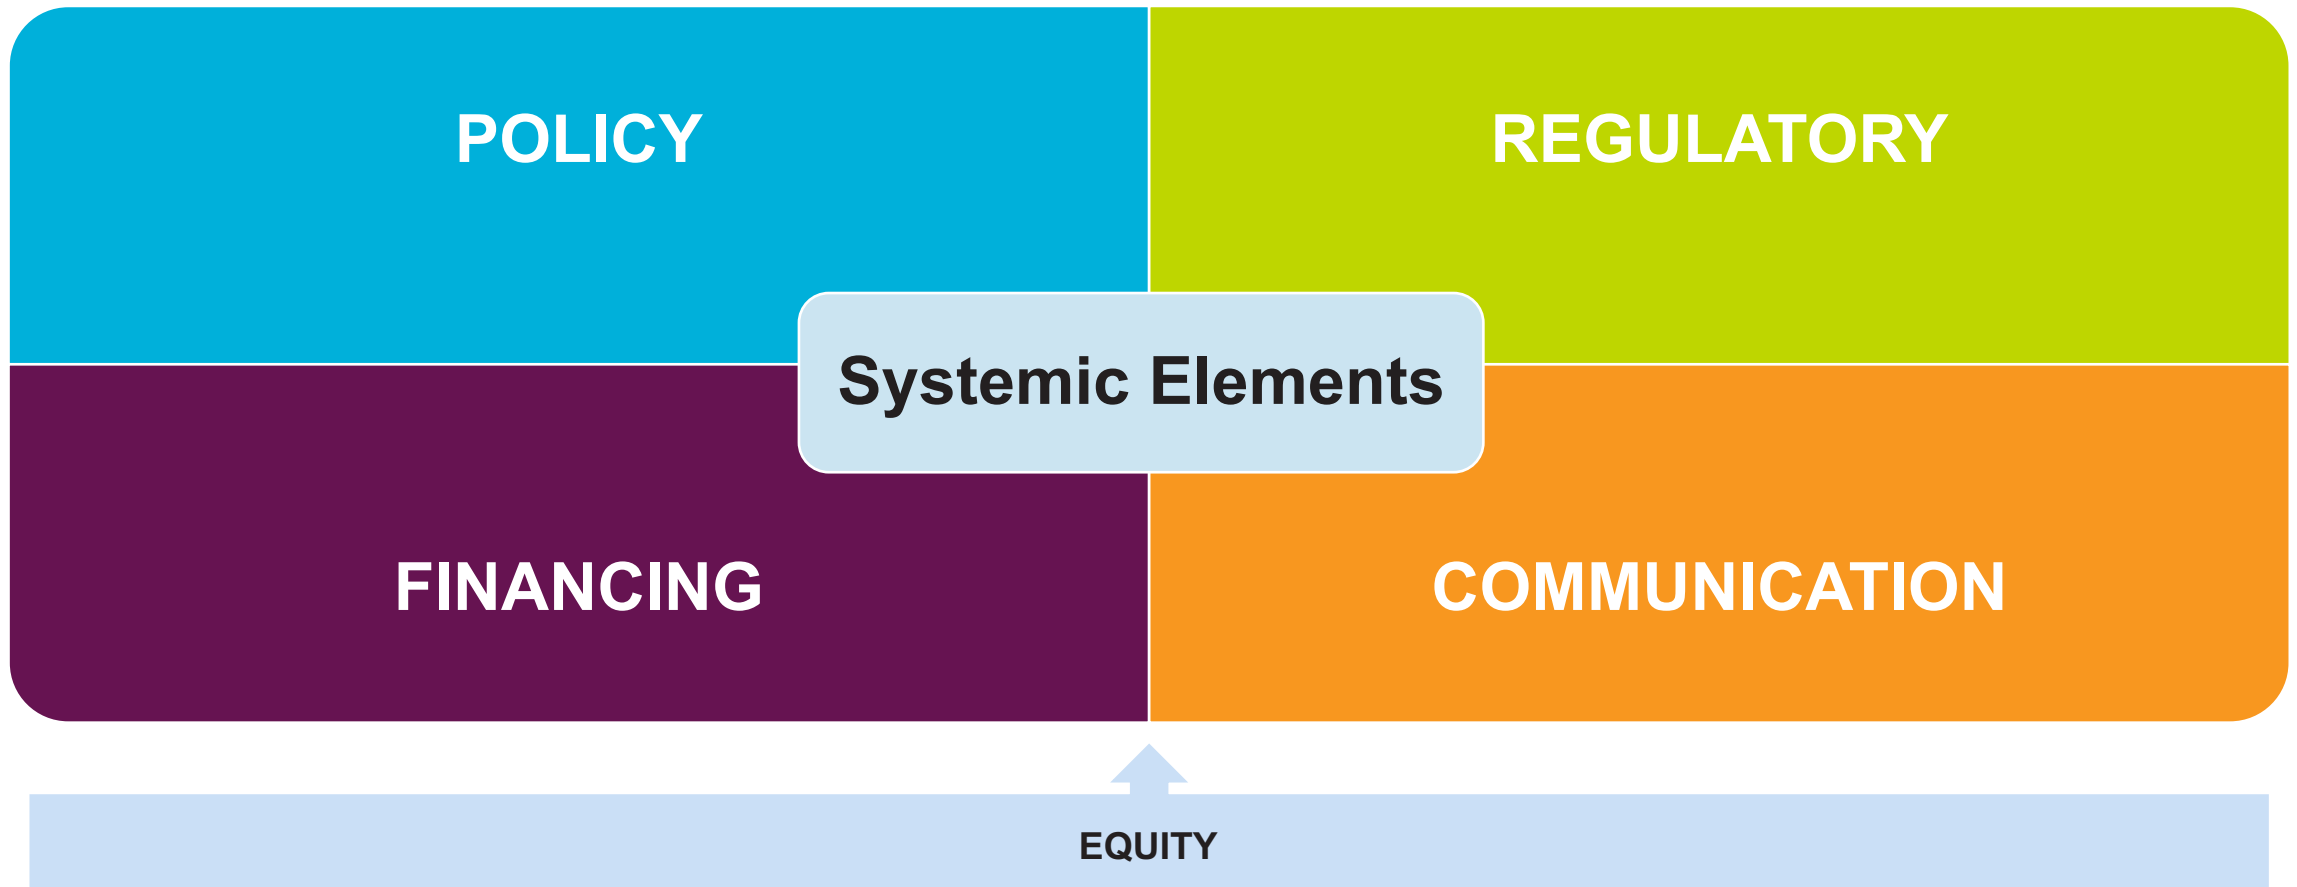 POLICY
REGULATORY
Systemic Elements
FINANCING
COMMUNICATION
EQUITY